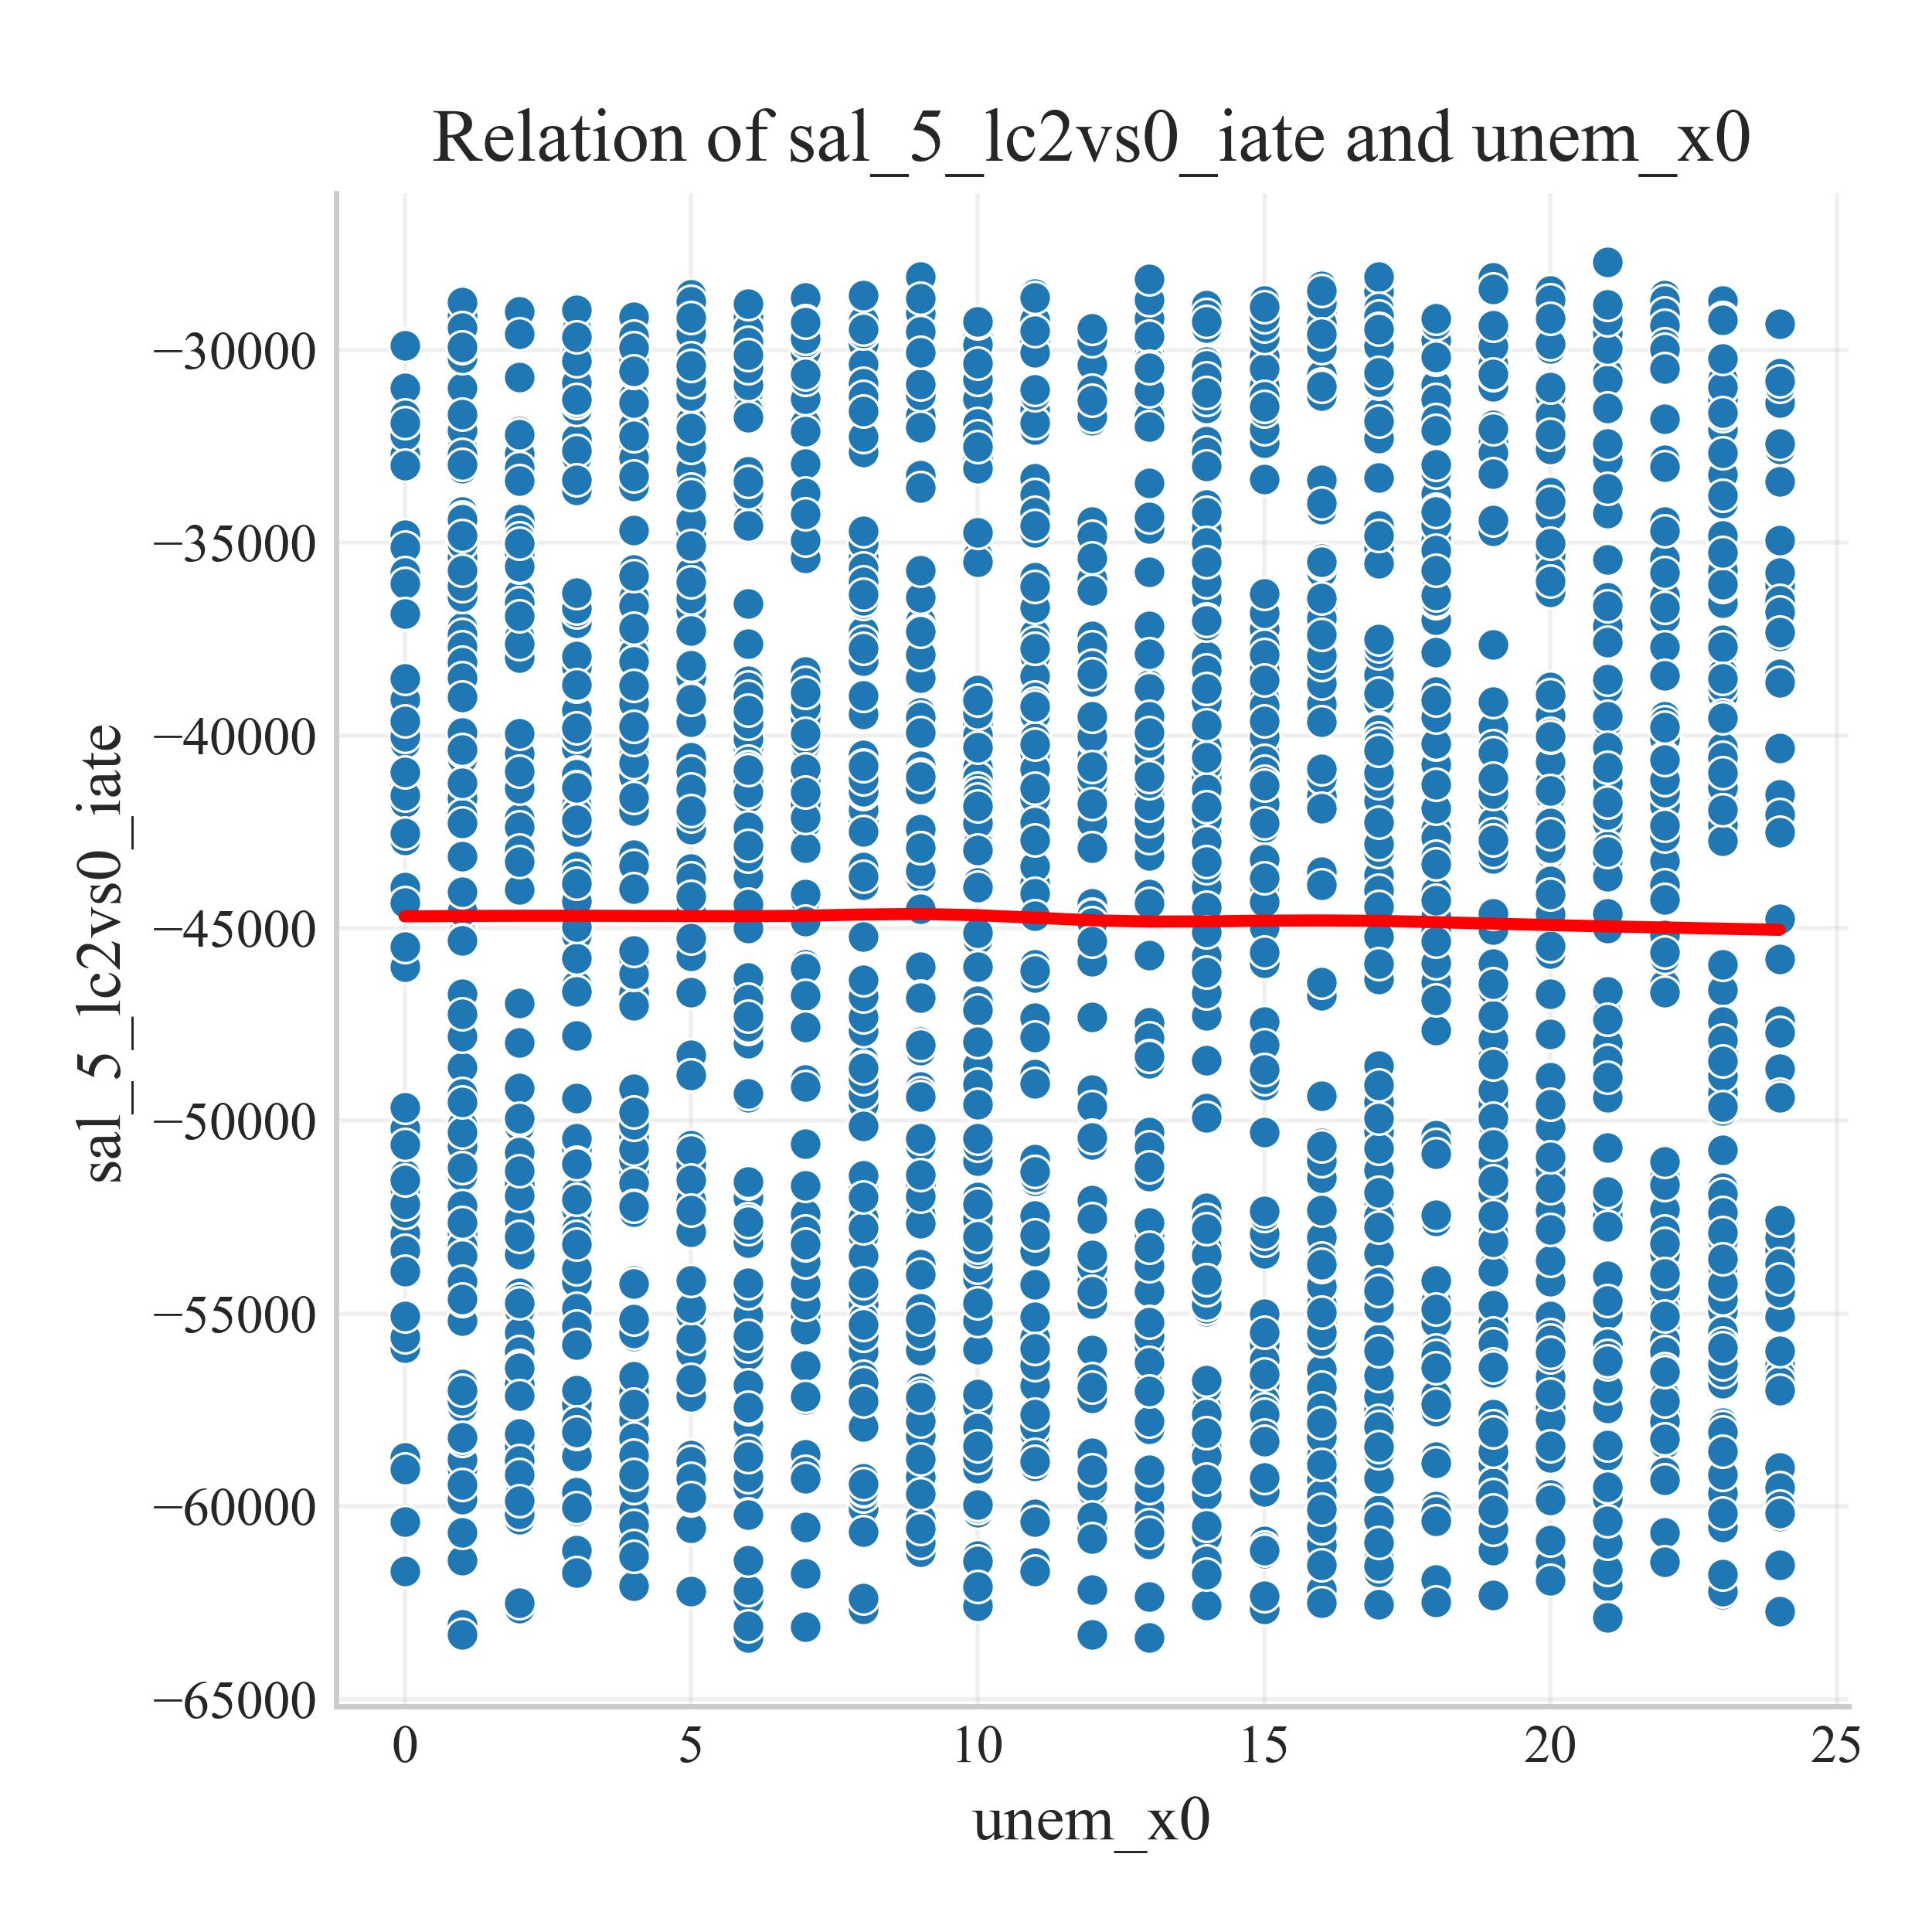 Relation of sal_5_lc2vs0_iate and unem_x0
sal_5_lc2vs0_iate
−30000
−35000
−40000
−45000
−50000
−55000
−60000
−65000
0 5 10 15 20 25
unem_x0